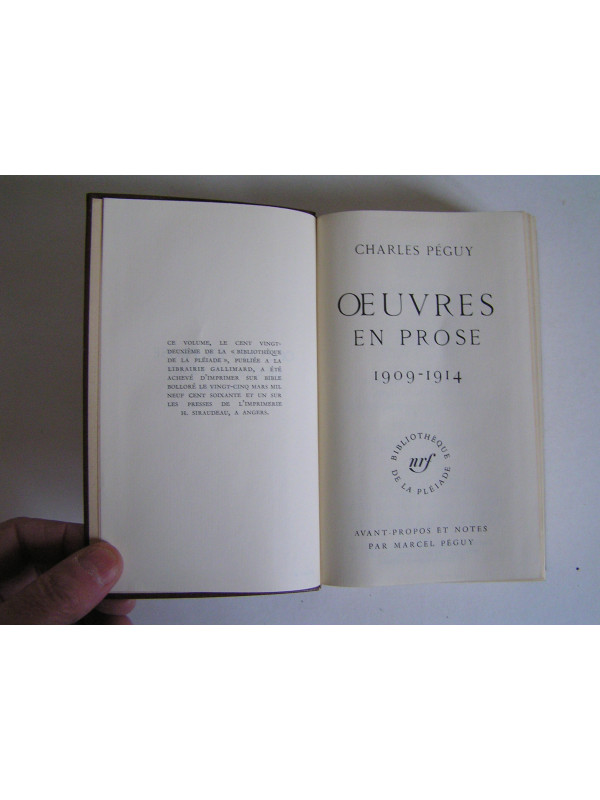 CE VOLUME, LE CENT VINGT-
DEUXIÈME DE LA « BIBLIOTHÈQUE
DE LA PLÉIADE », PUBLIÉE A LA
LIBRAIRIE GALLIMARD, A ÉTÉ
ACHEVÉ D'IMPRIMER SUR BIBLE
BOLLORÉ LE VINGT-CINQ MARS MIL
NEUF CENT SOIXANTE ET UN SUR
LES PRESSES DE L'IMPRIMERIE
H. SIRAUDEAU, A ANGERS.
CHARLES PÉGUY
ŒUVRES
EN PROSE
1909-1914
BIBLIOTHÈQUE
nrf
DE LA PLÉIADE
AVANT-PROPOS ET NOTES
PAR MARCEL PÉGUY